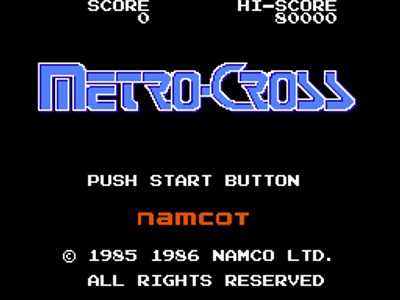 SCORE HI-SCORE
0 80000
METRO-CROSS
PUSH START BUTTON
namcot
© 1985 1986 NAMCO LTD.
ALL RIGHTS RESERVED